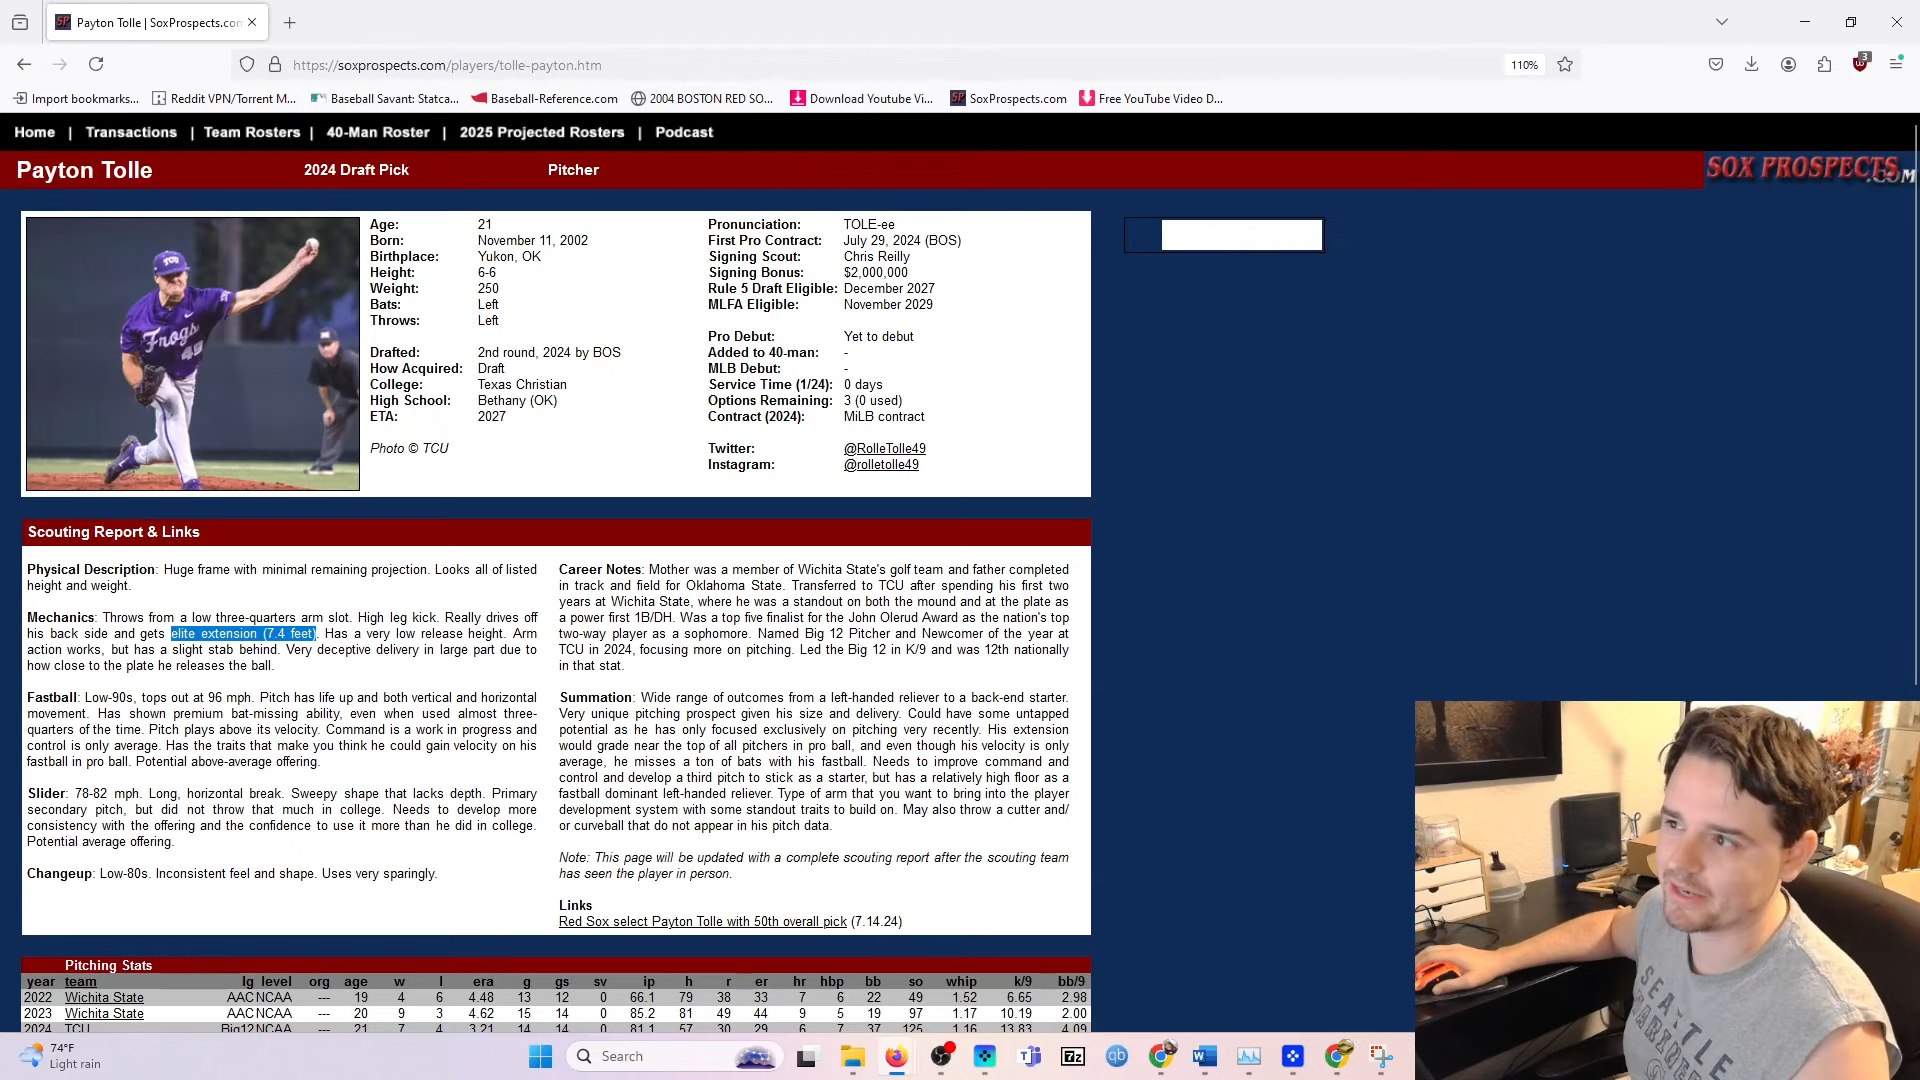 Payton Tolle | SoxProspects.com
https://soxprospects.com/players/tolle-payton.htm
110%
3
Import bookmarks...
Reddit VPN/Torrent M...
Baseball Savant: Statca...
Baseball-Reference.com
2004 BOSTON RED SO...
Download Youtube Vi...
SoxProspects.com
Free YouTube Video D...
Home | Transactions | Team Rosters | 40-Man Roster | 2025 Projected Rosters | Podcast
Payton Tolle 2024 Draft Pick Pitcher
SOX PROSPECTS.COM
TCU
Frogs
49
Age: 21
Born: November 11, 2002
Birthplace: Yukon, OK
Height: 6-6
Weight: 250
Bats: Left
Throws: Left
Drafted: 2nd round, 2024 by BOS
How Acquired: Draft
College: Texas Christian
High School: Bethany (OK)
ETA: 2027
Photo © TCU
Pronunciation: TOLE-ee
First Pro Contract: July 29, 2024 (BOS)
Signing Scout: Chris Reilly
Signing Bonus: $2,000,000
Rule 5 Draft Eligible: December 2027
MLFA Eligible: November 2029
Pro Debut: Yet to debut
Added to 40-man: -
MLB Debut: -
Service Time (1/24): 0 days
Options Remaining: 3 (0 used)
Contract (2024): MiLB contract
Twitter: @RolleTolle49
Instagram: @rolletolle49
Scouting Report & Links
Physical Description: Huge frame with minimal remaining projection. Looks all of listed
height and weight.
Mechanics: Throws from a low three-quarters arm slot. High leg kick. Really drives off
his back side and gets elite extension (7.4 feet). Has a very low release height. Arm
action works, but has a slight stab behind. Very deceptive delivery in large part due to
how close to the plate he releases the ball.
Fastball: Low-90s, tops out at 96 mph. Pitch has life up and both vertical and horizontal
movement. Has shown premium bat-missing ability, even when used almost three-
quarters of the time. Pitch plays above its velocity. Command is a work in progress and
control is only average. Has the traits that make you think he could gain velocity on his
fastball in pro ball. Potential above-average offering.
Slider: 78-82 mph. Long, horizontal break. Sweepy shape that lacks depth. Primary
secondary pitch, but did not throw that much in college. Needs to develop more
consistency with the offering and the confidence to use it more than he did in college.
Potential average offering.
Changeup: Low-80s. Inconsistent feel and shape. Uses very sparingly.
Career Notes: Mother was a member of Wichita State's golf team and father completed
in track and field for Oklahoma State. Transferred to TCU after spending his first two
years at Wichita State, where he was a standout on both the mound and at the plate as
a power first 1B/DH. Was a top five finalist for the John Olerud Award as the nation's top
two-way player as a sophomore. Named Big 12 Pitcher and Newcomer of the year at
TCU in 2024, focusing more on pitching. Led the Big 12 in K/9 and was 12th nationally
in that stat.
Summation: Wide range of outcomes from a left-handed reliever to a back-end starter.
Very unique pitching prospect given his size and delivery. Could have some untapped
potential as he has only focused exclusively on pitching very recently. His extension
would grade near the top of all pitchers in pro ball, and even though his velocity is only
average, he misses a ton of bats with his fastball. Needs to improve command and
control and develop a third pitch to stick as a starter, but has a relatively high floor as a
fastball dominant left-handed reliever. Type of arm that you want to bring into the player
development system with some standout traits to build on. May also throw a cutter and/
or curveball that do not appear in his pitch data.
Note: This page will be updated with a complete scouting report after the scouting team
has seen the player in person.
Links
Red Sox select Payton Tolle with 50th overall pick (7.14.24)
Pitching Stats
year team lg level org age w l era g gs sv ip h r er hr hbp bb so whip k/9 bb/9
2022 Wichita State AAC NCAA --- 19 4 6 4.48 13 12 0 66.1 79 38 33 7 6 22 49 1.52 6.65 2.98
2023 Wichita State AAC NCAA --- 20 9 3 4.62 15 14 0 85.2 81 49 44 9 5 19 97 1.17 10.19 2.00
2024 TCU Big12 NCAA --- 21 7 4 3.21 14 14 0 81.1 57 30 29 6 7 37 125 1.16 13.83 4.09
74°F
Light rain
Search
7z
qb
SEATTLE